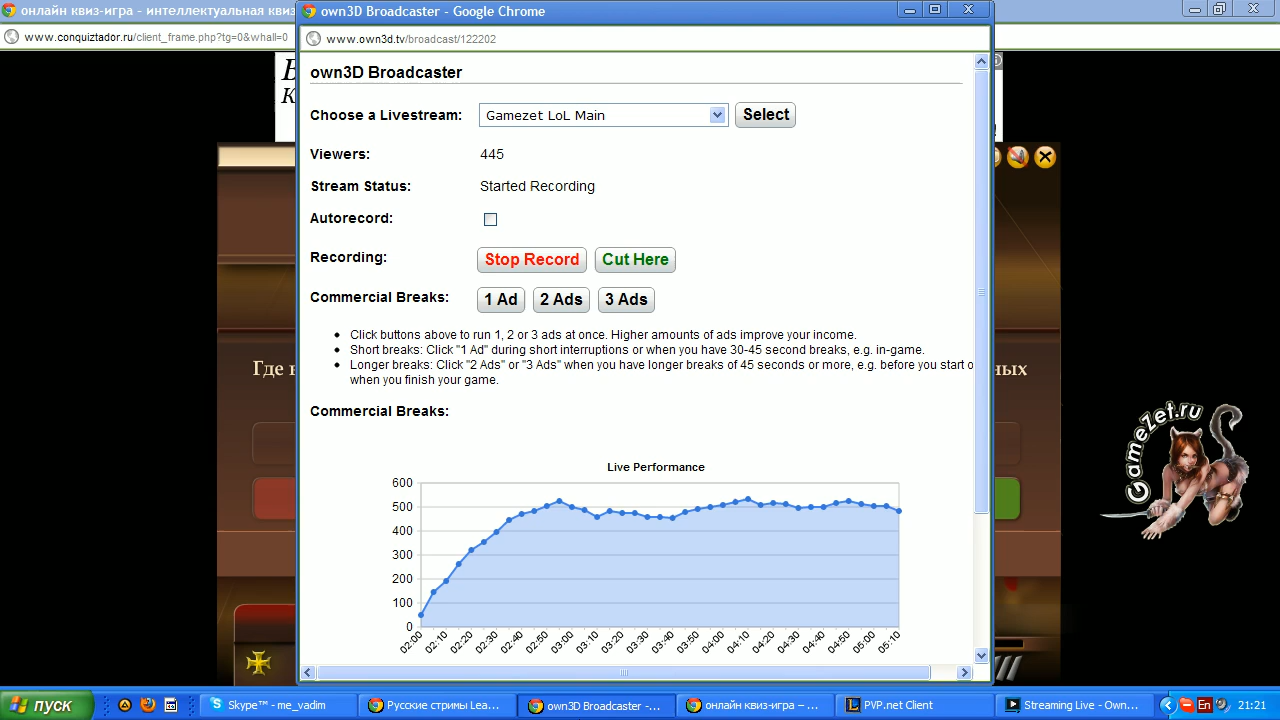 онлайн квиз-игра - интеллектуальная квиз
own3D Broadcaster - Google Chrome
www.conquiztador.ru/client_frame.php?tg=0&whall=0
www.own3d.tv/broadcast/122202
own3D Broadcaster
Choose a Livestream: Gamezet LoL Main Select
Viewers: 445
Stream Status: Started Recording
Autorecord:
Recording: Stop Record Cut Here
Commercial Breaks: 1 Ad 2 Ads 3 Ads
Click buttons above to run 1, 2 or 3 ads at once. Higher amounts of ads improve your income.
Short breaks: Click "1 Ad" during short interruptions or when you have 30-45 second breaks, e.g. in-game.
Longer breaks: Click "2 Ads" or "3 Ads" when you have longer breaks of 45 seconds or more, e.g. before you start o
when you finish your game.
Где
ных
Commercial Breaks:
GameZet.ru
Live Performance
600
500
400
300
200
100
0
02:00 02:10 02:20 02:30 02:40 02:50 03:00 03:10 03:20 03:30 03:40 03:50 04:00 04:10 04:20 04:30 04:40 04:50 05:00 05:10
пуск Skype™ - me_vadim Русские стримы Lea... own3D Broadcaster -... онлайн квиз-игра – ... PVP.net Client Streaming Live - Own... En 21:21